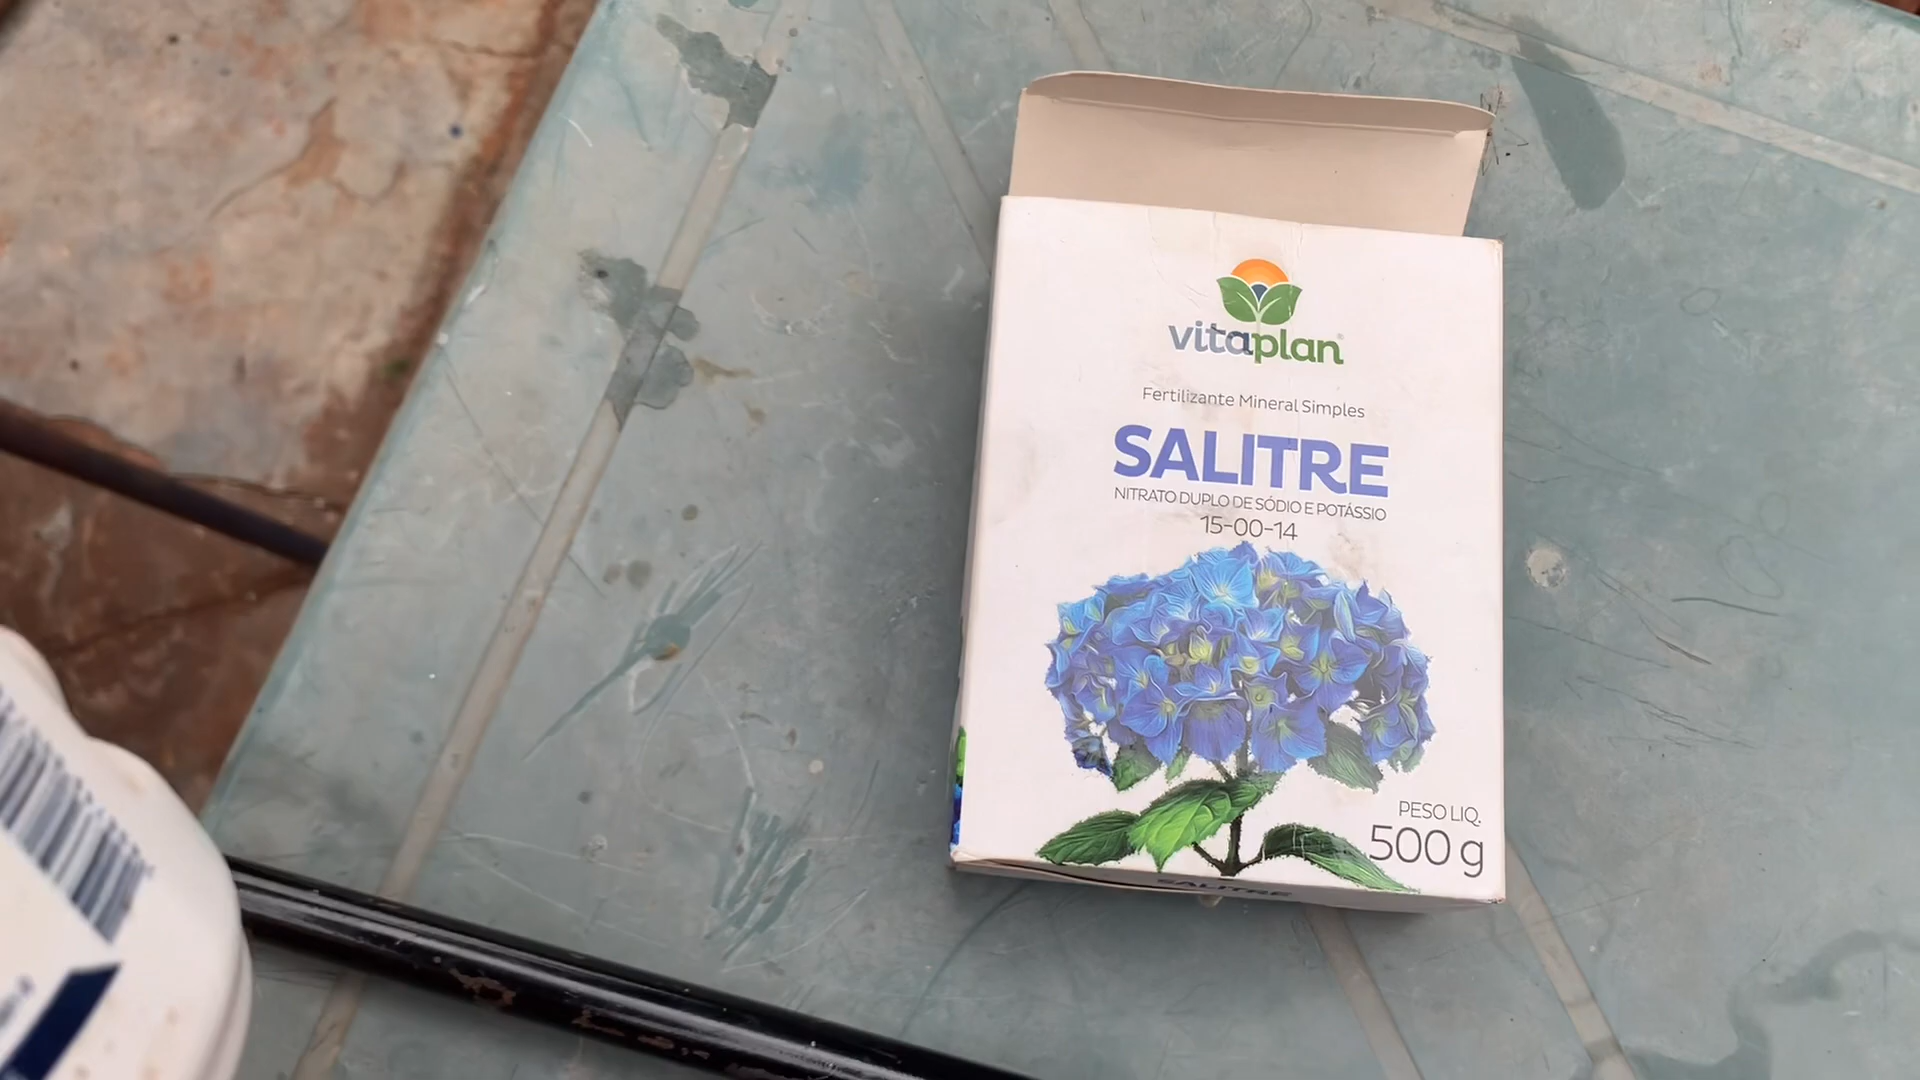 vitaplan
Fertilizante Mineral Simples
SALITRE
NITRATO DUPLO DE SÓDIO E POTÁSSIO
15-00-14
PESO LIQ.
500 g
SALITRE